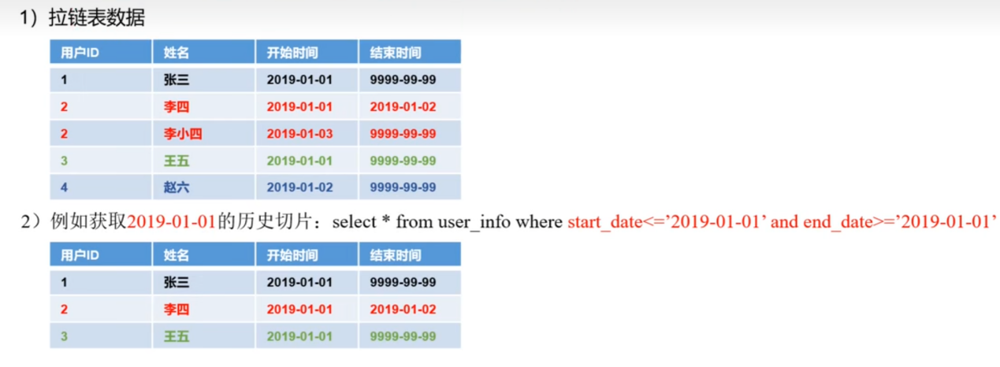 1）拉链表数据
用户ID 姓名 开始时间 结束时间
1 张三 2019-01-01 9999-99-99
2 李四 2019-01-01 2019-01-02
2 李小四 2019-01-03 9999-99-99
3 王五 2019-01-01 9999-99-99
4 赵六 2019-01-02 9999-99-99
2）例如获取2019-01-01的历史切片：select * from user_info where start_date<=’2019-01-01’ and end_date>=’2019-01-01’
用户ID 姓名 开始时间 结束时间
1 张三 2019-01-01 9999-99-99
2 李四 2019-01-01 2019-01-02
3 王五 2019-01-01 9999-99-99